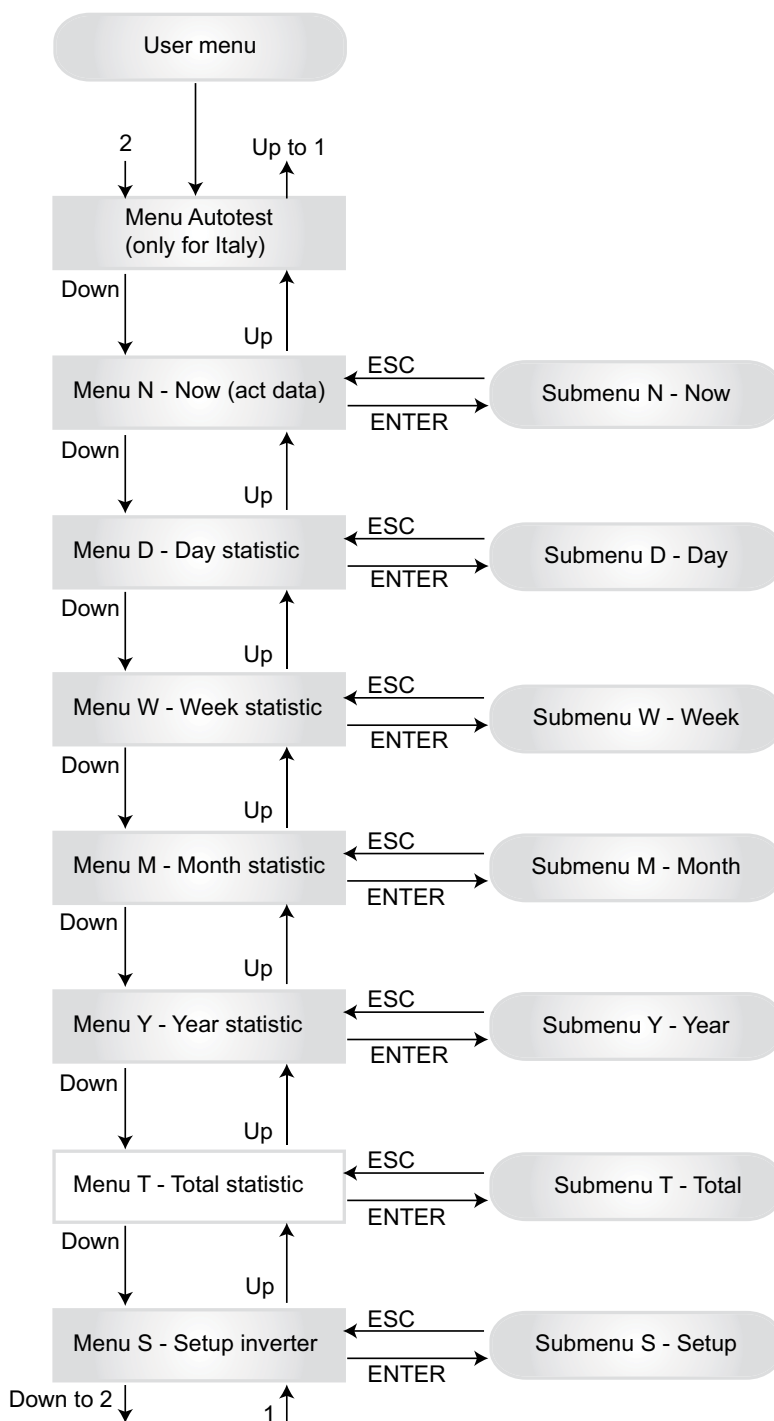 User menu
2
Up to 1
Menu Autotest
(only for Italy)
Down
Up
ESC
Menu N - Now (act data)
Submenu N - Now
ENTER
Down
Up
ESC
Menu D - Day statistic
Submenu D - Day
ENTER
Down
Up
ESC
Menu W - Week statistic
Submenu W - Week
ENTER
Down
Up
ESC
Menu M - Month statistic
Submenu M - Month
ENTER
Down
Up
ESC
Menu Y - Year statistic
Submenu Y - Year
ENTER
Down
Up
ESC
Menu T - Total statistic
Submenu T - Total
ENTER
Down
Up
ESC
Menu S - Setup inverter
Submenu S - Setup
ENTER
Down to 2
1